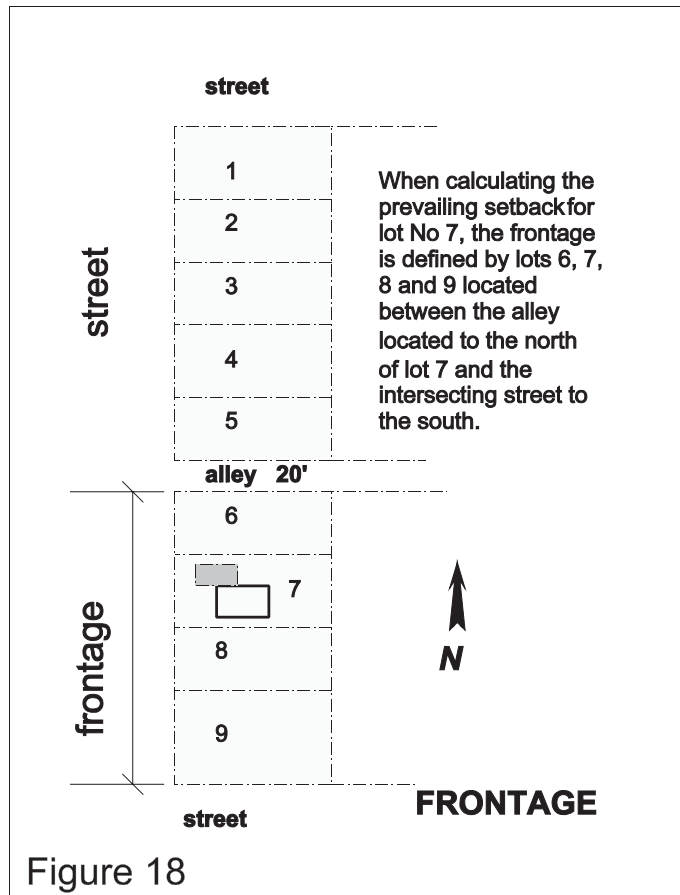 street
street
1
2
3
4
5
When calculating the
prevailing setback for
lot No 7, the frontage
is defined by lots 6, 7,
8 and 9 located
between the alley
located to the north
of lot 7 and the
intersecting street to
the south.
alley 20'
frontage
6
7
8
9
N
street
FRONTAGE
Figure 18